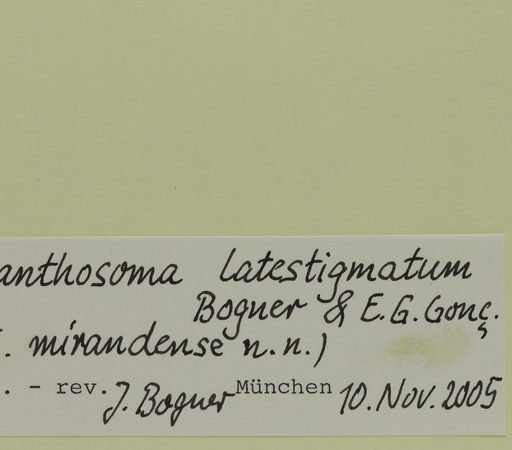 anthosoma latestigmatum
Bogner & E.G. Gonç.
. mirandense n.n.)
. - rev. J. Bogner München 10. Nov. 2005